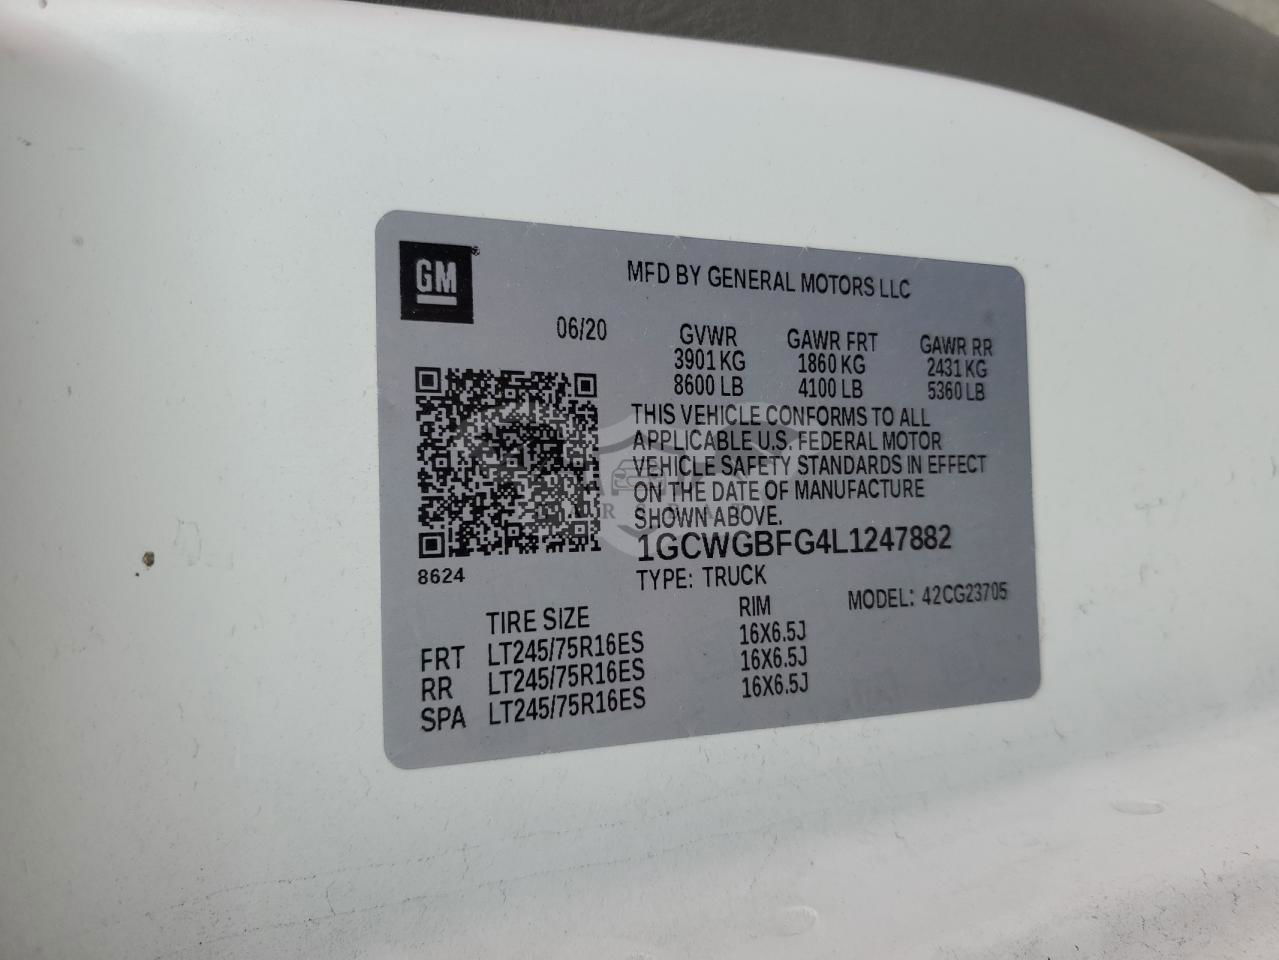 GM
MFD BY GENERAL MOTORS LLC
06/20 GVWR GAWR FRT GAWR RR
3901 KG 1860 KG 2431 KG
8600 LB 4100 LB 5360 LB
THIS VEHICLE CONFORMS TO ALL
APPLICABLE U.S. FEDERAL MOTOR
VEHICLE SAFETY STANDARDS IN EFFECT
ON THE DATE OF MANUFACTURE
SHOWN ABOVE.
1GCWGBFG4L1247882
8624
TYPE: TRUCK
MODEL: 42CG23705
TIRE SIZE RIM
FRT LT245/75R16ES 16X6.5J
RR LT245/75R16ES 16X6.5J
SPA LT245/75R16ES 16X6.5J